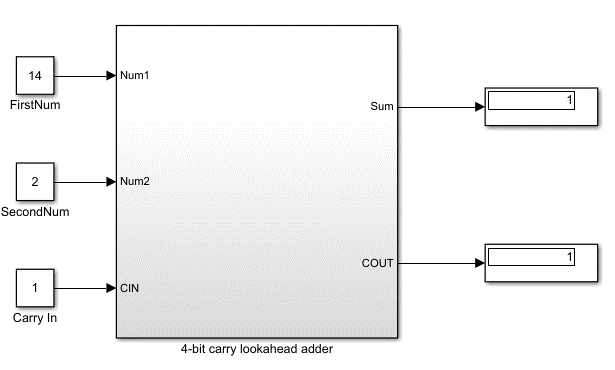 14
FirstNum
Num1
2
SecondNum
Num2
1
Carry In
CIN
Sum
1
COUT
1
4-bit carry lookahead adder